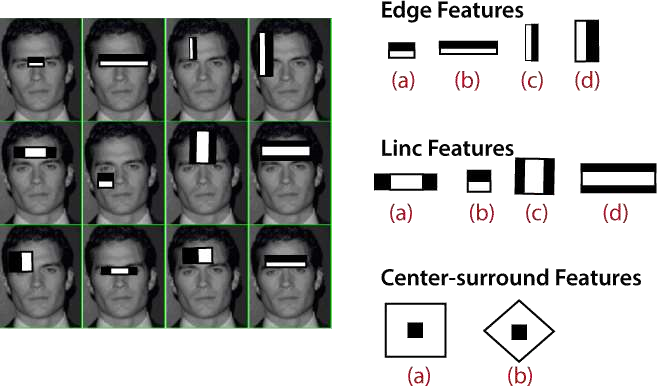 Edge Features
(a) (b) (c) (d)
Linc Features
(a) (b) (c) (d)
Center-surround Features
(a) (b)